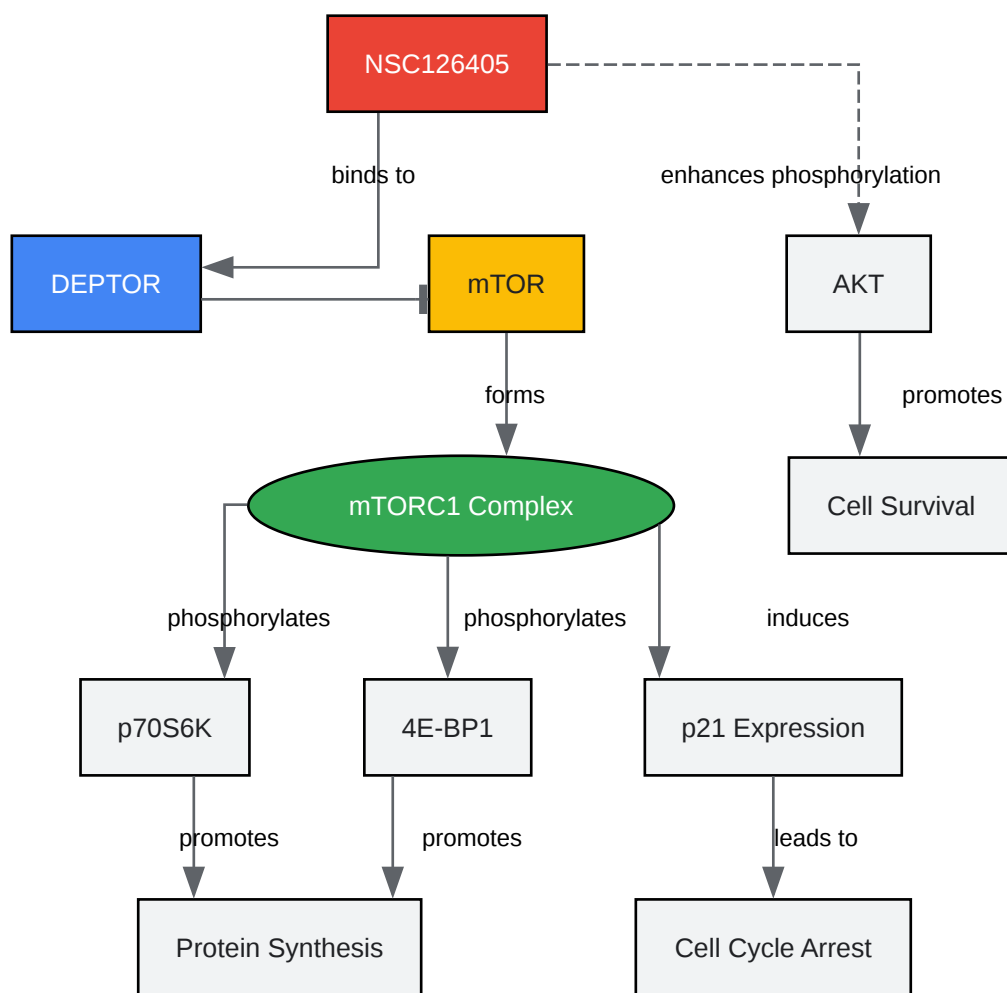 NSC126405
binds to
enhances phosphorylation
DEPTOR
mTOR
AKT
forms
promotes
mTORC1 Complex
Cell Survival
phosphorylates
phosphorylates
induces
p70S6K
4E-BP1
p21 Expression
promotes
promotes
leads to
Protein Synthesis
Cell Cycle Arrest